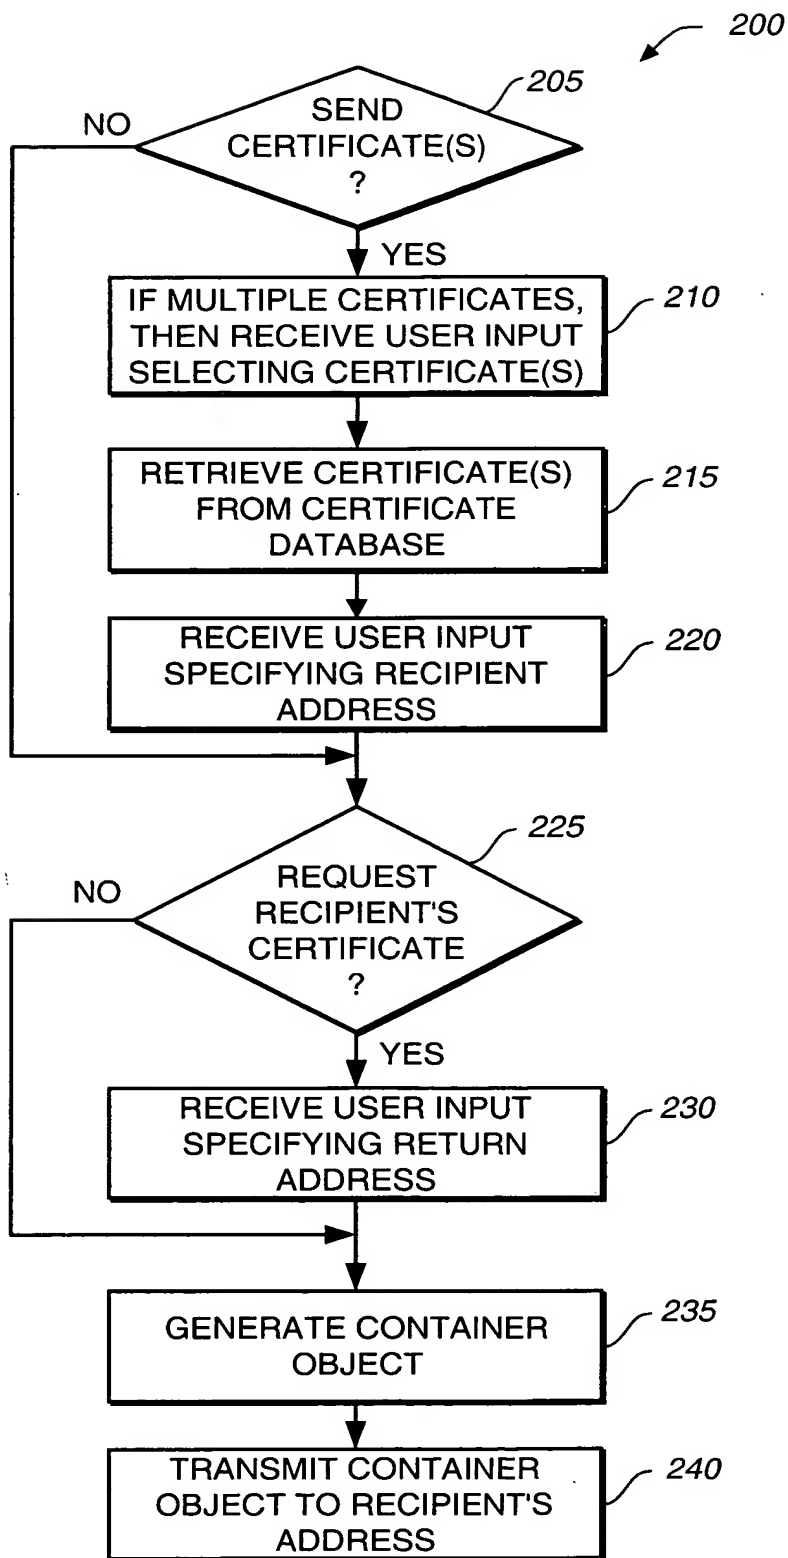 200
205
SEND
CERTIFICATE(S)
?
NO
YES
IF MULTIPLE CERTIFICATES,
THEN RECEIVE USER INPUT
SELECTING CERTIFICATE(S)
210
RETRIEVE CERTIFICATE(S)
FROM CERTIFICATE
DATABASE
215
RECEIVE USER INPUT
SPECIFYING RECIPIENT
ADDRESS
220
225
REQUEST
RECIPIENT'S
CERTIFICATE
?
NO
YES
RECEIVE USER INPUT
SPECIFYING RETURN
ADDRESS
230
GENERATE CONTAINER
OBJECT
235
TRANSMIT CONTAINER
OBJECT TO RECIPIENT'S
ADDRESS
240